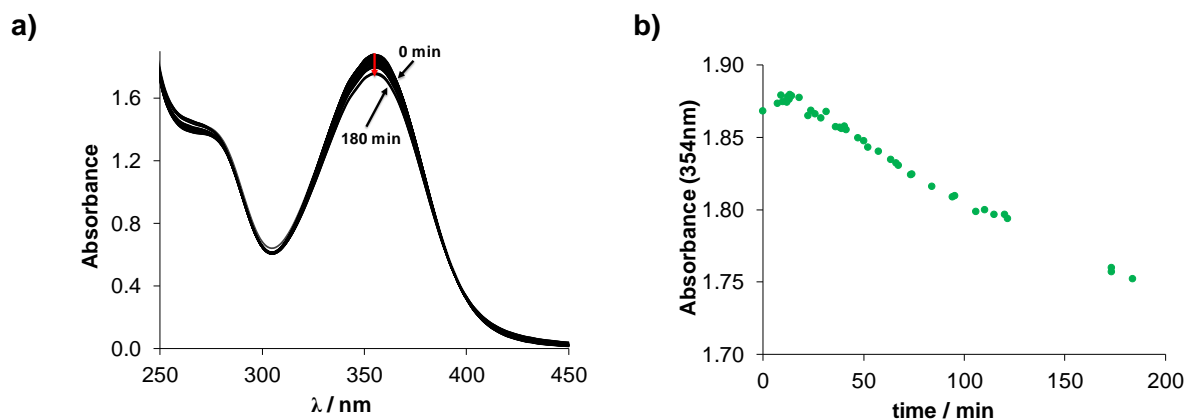 a)
Absorbance
1.6
1.2
0.8
0.4
0.0
250 300 350 400 450
λ / nm
0 min
180 min
b)
Absorbance (354nm)
1.90
1.85
1.80
1.75
1.70
0 50 100 150 200
time / min